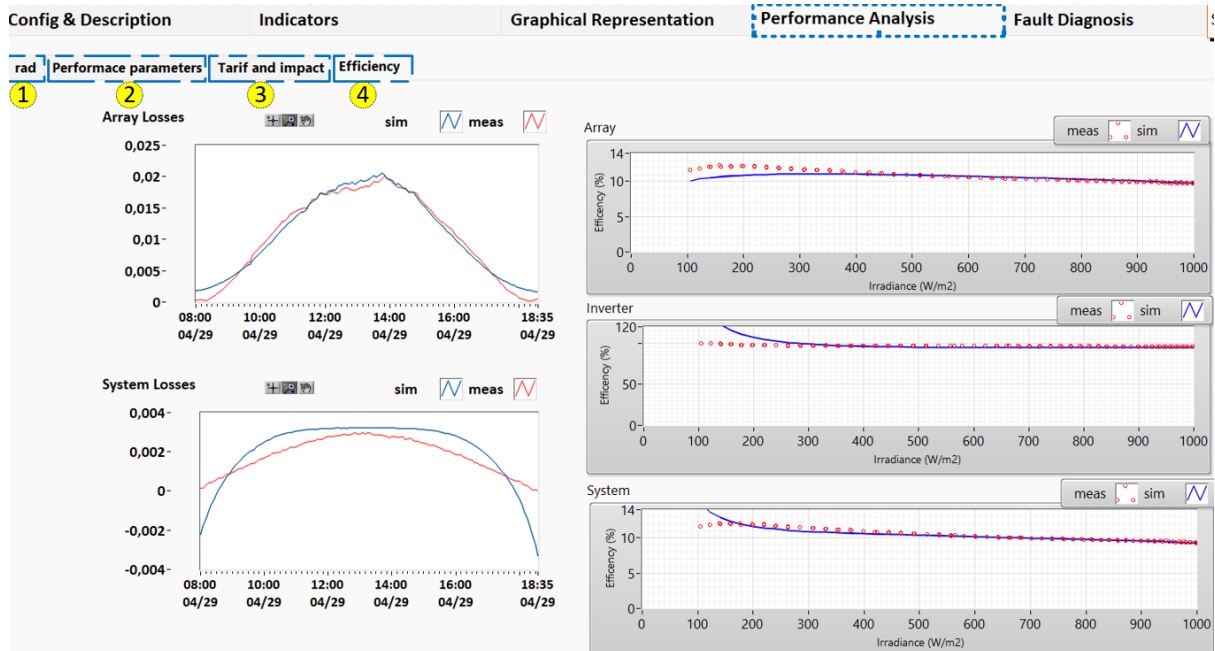 Config & Description Indicators Graphical Representation Performance Analysis Fault Diagnosis
rad Performace parameters Tarif and impact Efficiency
1 2 3 4
Array Losses sim meas
0,025
0,02
0,015
0,01
0,005
0
08:00 10:00 12:00 14:00 16:00 18:35
04/29 04/29 04/29 04/29 04/29 04/29
System Losses sim meas
0,004
0,002
0
-0,002
-0,004
08:00 10:00 12:00 14:00 16:00 18:35
04/29 04/29 04/29 04/29 04/29 04/29
Array meas sim
14
10
5
0
Efficency (%)
0 100 200 300 400 500 600 700 800 900 1000
Irradiance (W/m2)
Inverter meas sim
120
50
0
Efficency (%)
0 100 200 300 400 500 600 700 800 900 1000
Irradiance (W/m2)
System meas sim
14
10
5
0
Efficency (%)
0 100 200 300 400 500 600 700 800 900 1000
Irradiance (W/m2)